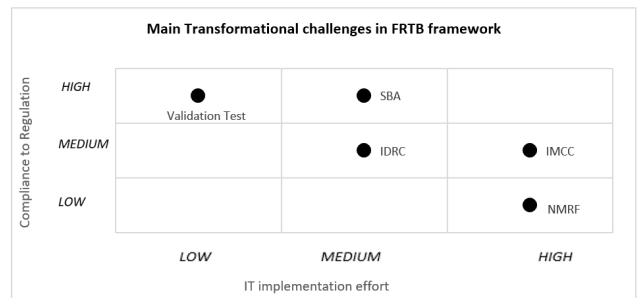 Main Transformational challenges in FRTB framework
Compliance to Regulation
HIGH
SBA
Validation Test
MEDIUM
IDRC
IMCC
LOW
NMRF
LOW
MEDIUM
HIGH
IT implementation effort